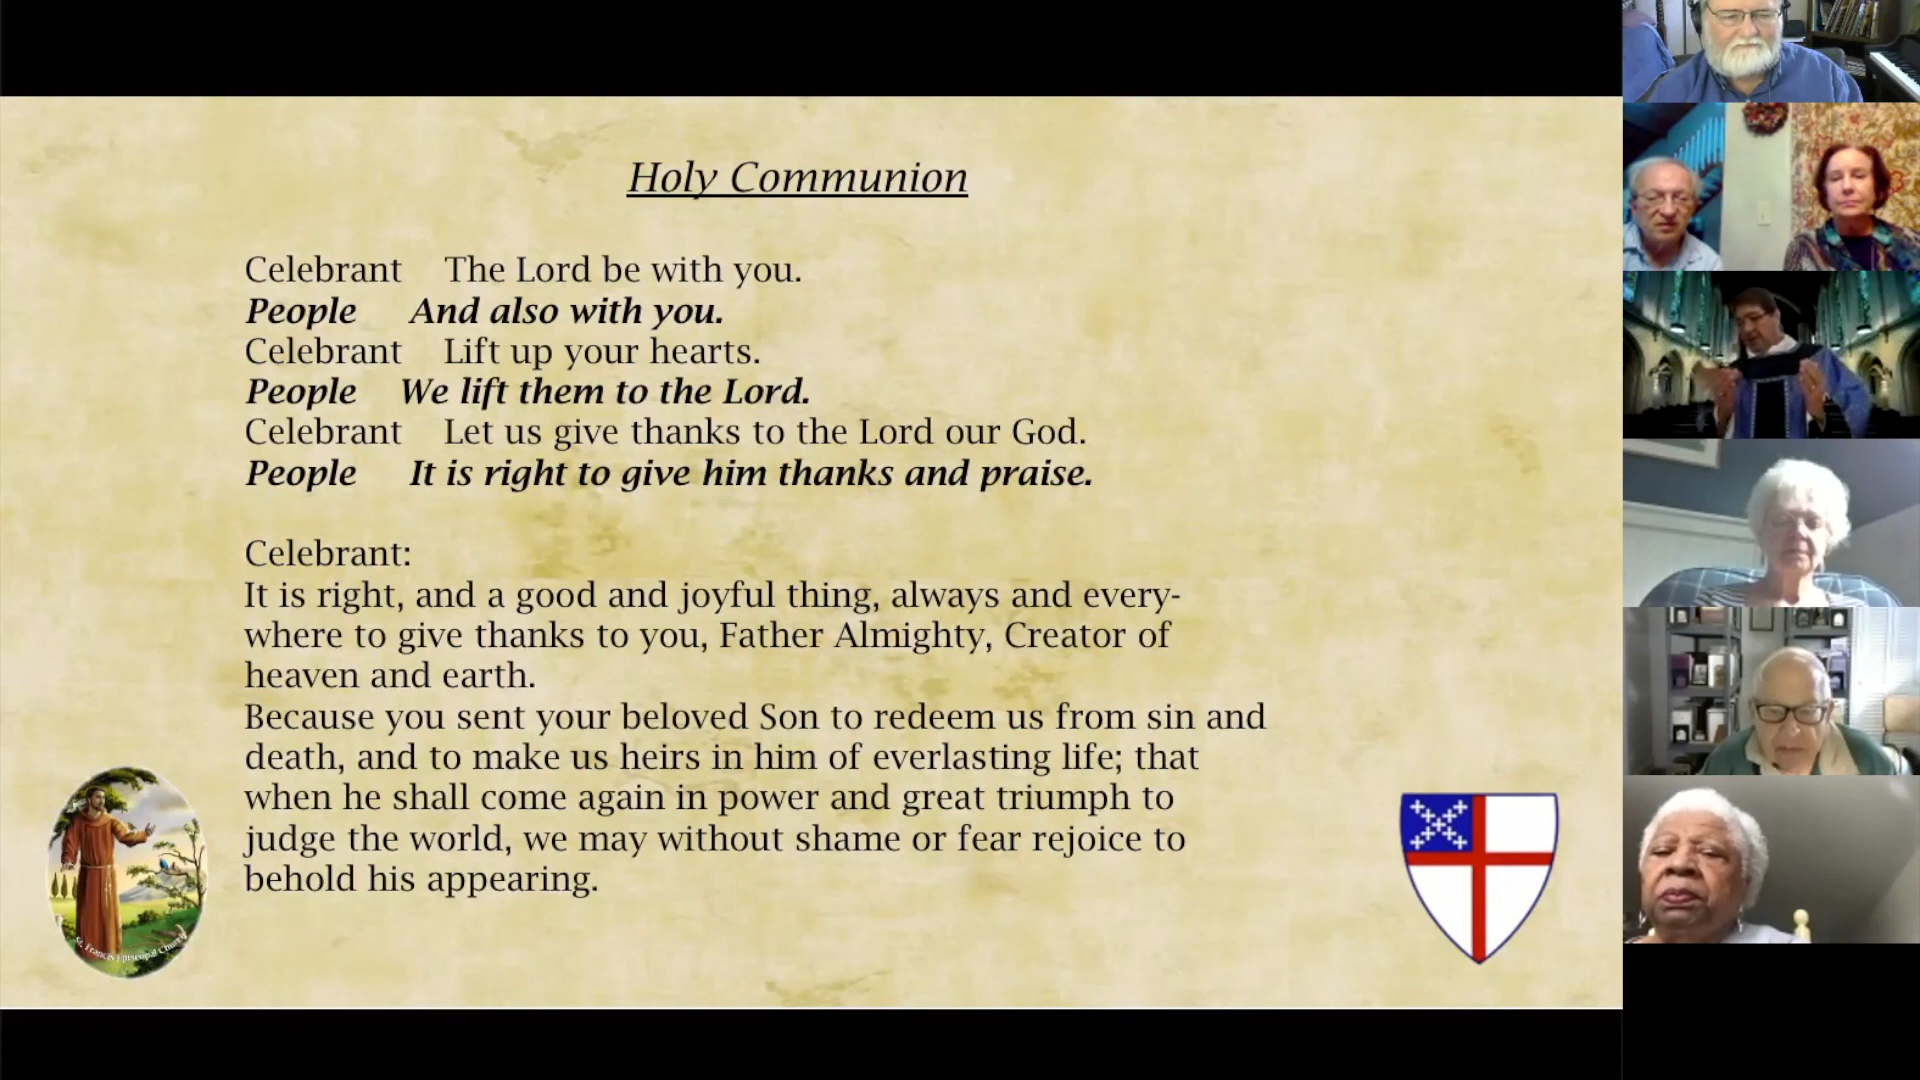 Holy Communion
Celebrant The Lord be with you.
People And also with you.
Celebrant Lift up your hearts.
People We lift them to the Lord.
Celebrant Let us give thanks to the Lord our God.
People It is right to give him thanks and praise.
Celebrant:
It is right, and a good and joyful thing, always and every-
where to give thanks to you, Father Almighty, Creator of
heaven and earth.
Because you sent your beloved Son to redeem us from sin and
death, and to make us heirs in him of everlasting life; that
when he shall come again in power and great triumph to
judge the world, we may without shame or fear rejoice to
behold his appearing.
St. Francis Episcopal Church